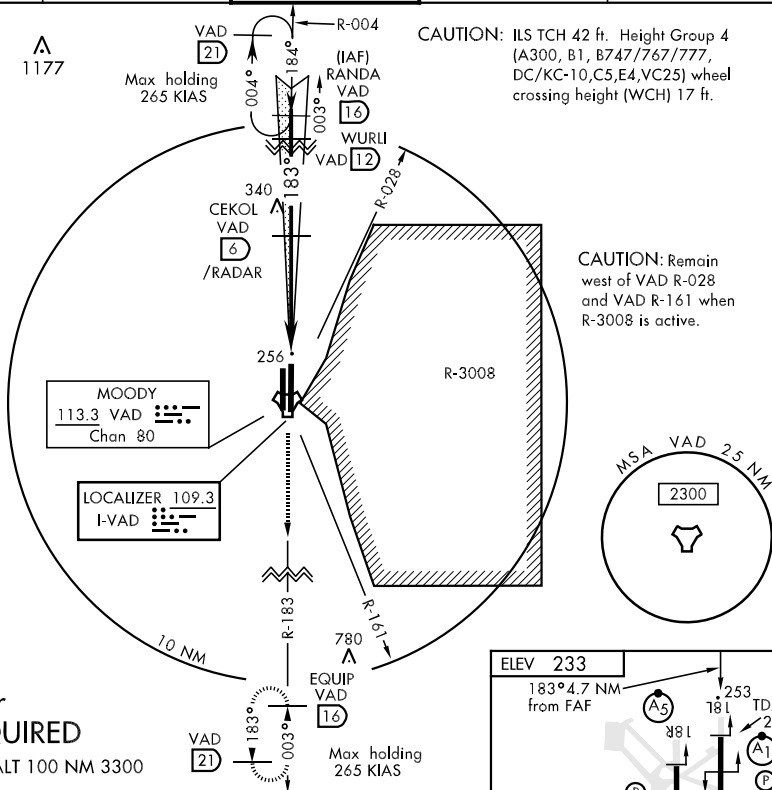 VAD
21
R-004
1177
Max holding
265 KIAS
004°
184°
(IAF)
RANDA
VAD
16
003°
WURLI
VAD 12
183°
340
CEKOL
VAD
6
/RADAR
R-028
CAUTION: ILS TCH 42 ft. Height Group 4
(A300, B1, B747/767/777,
DC/KC-10,C5,E4,VC25) wheel
crossing height (WCH) 17 ft.
CAUTION: Remain
west of VAD R-028
and VAD R-161 when
R-3008 is active.
256
R-3008
MOODY
113.3 VAD
Chan 80
LOCALIZER 109.3
I-VAD
MSA VAD 25 NM
2300
R-183
R-161
10 NM
780
EQUIP
VAD
16
183°
003°
VAD
21
Max holding
265 KIAS
QUIRED
ALT 100 NM 3300
ELEV 233
183° 4.7 NM
from FAF
A5
253
18L
18R
TD
2
A1
P